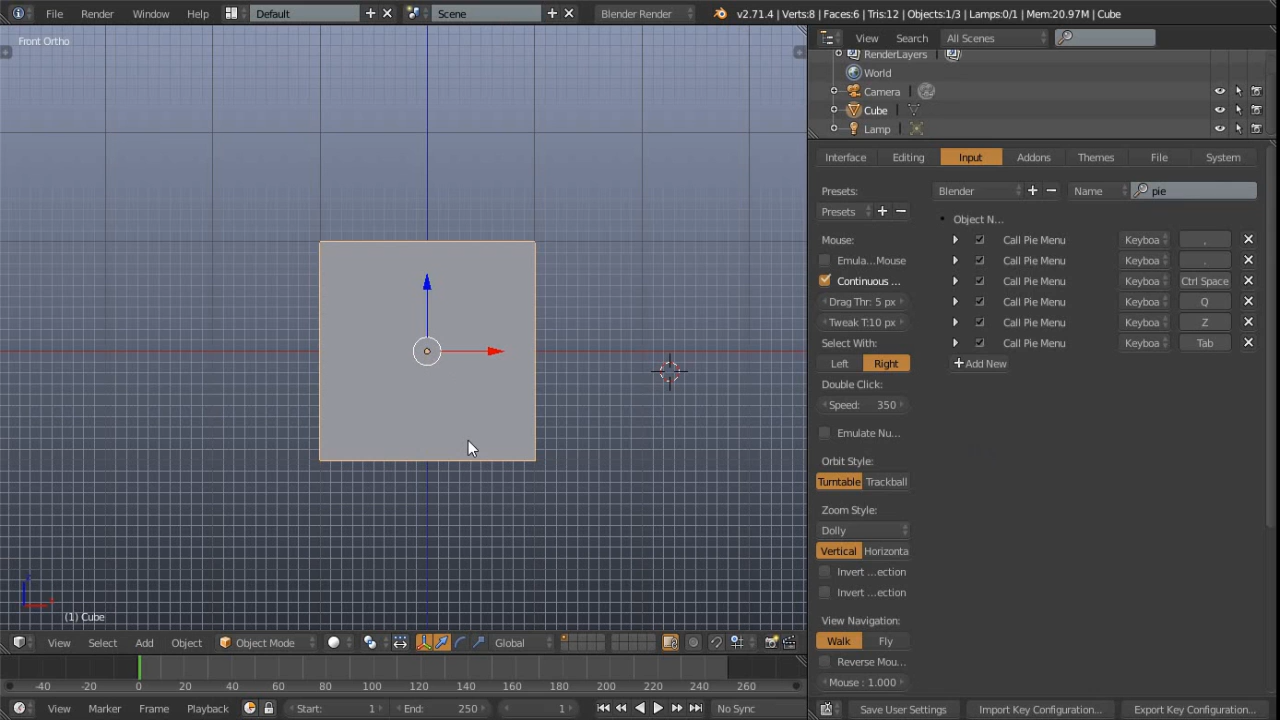 File Render Window Help Default Scene Blender Render v2.71.4 | Verts:8 | Faces:6 | Tris:12 | Objects:1/3 | Lamps:0/1 | Mem:20.97M | Cube
Front Ortho
View Search All Scenes
RenderLayers
World
Camera
Cube
Lamp
Interface Editing Input Addons Themes File System
Presets: Blender Name pie
Presets
Object N...
Mouse:
Call Pie Menu Keyboa ,
Emula...Mouse
Call Pie Menu Keyboa .
Continuous ...
Call Pie Menu Keyboa Ctrl Space
Drag Thr: 5 px
Call Pie Menu Keyboa Q
Tweak T:10 px
Call Pie Menu Keyboa Z
Select With:
Call Pie Menu Keyboa Tab
Left Right
Add New
Double Click:
Speed: 350
Emulate Nu...
Orbit Style:
Turntable Trackball
Zoom Style:
Dolly
Vertical Horizonta
Invert ...ection
Invert ...ection
View Navigation:
Walk Fly
Reverse Mou...
Mouse : 1.000
(1) Cube
View Select Add Object Object Mode Global
-40 -20 0 20 40 60 80 100 120 140 160 180 200 220 240 260
View Marker Frame Playback Start: 1 End: 250 1 No Sync
Save User Settings Import Key Configuration... Export Key Configuration...